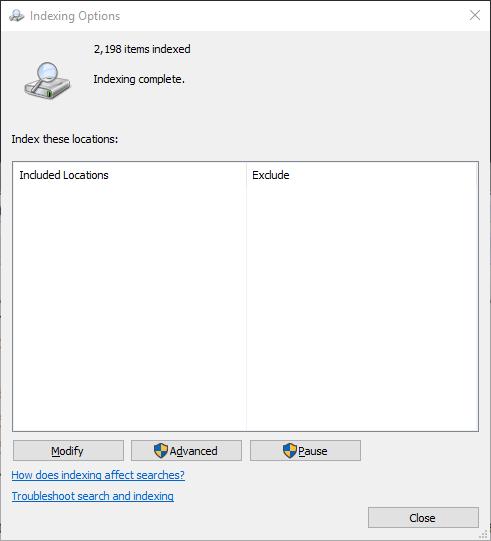 Indexing Options
2,198 items indexed
Indexing complete.
Index these locations:
Included Locations
Exclude
Modify
Advanced
Pause
How does indexing affect searches?
Troubleshoot search and indexing
Close